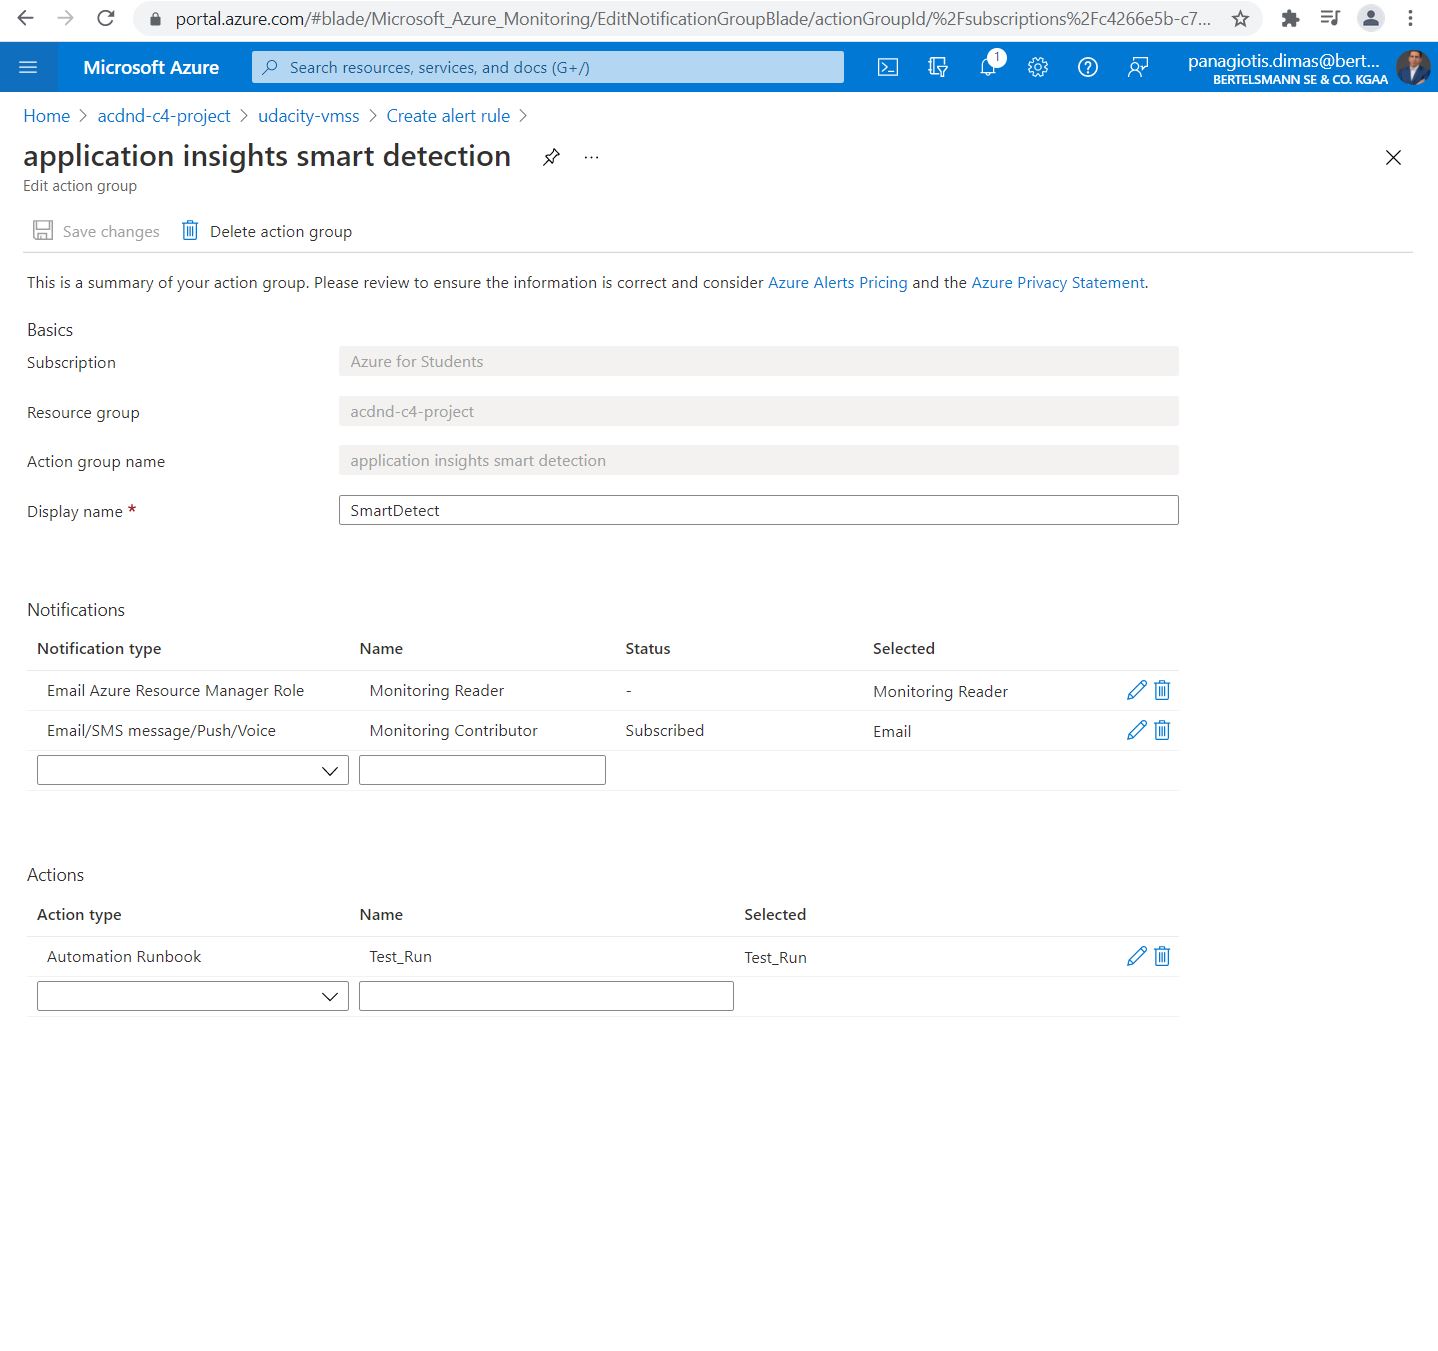 portal.azure.com/#blade/Microsoft_Azure_Monitoring/EditNotificationGroupBlade/actionGroupId/%2Fsubscriptions%2Fc4266e5b-c7...
Microsoft Azure
Search resources, services, and docs (G+/)
1
panagiotis.dimas@bert...
BERTELSMANN SE & CO. KGAA
Home > acdnd-c4-project > udacity-vmss > Create alert rule >
application insights smart detection ...
Edit action group
Save changes Delete action group
This is a summary of your action group. Please review to ensure the information is correct and consider Azure Alerts Pricing and the Azure Privacy Statement.
Basics
Subscription Azure for Students
Resource group acdnd-c4-project
Action group name application insights smart detection
Display name * SmartDetect
Notifications
Notification type Name Status Selected
Email Azure Resource Manager Role Monitoring Reader - Monitoring Reader
Email/SMS message/Push/Voice Monitoring Contributor Subscribed Email
Actions
Action type Name Selected
Automation Runbook Test_Run Test_Run